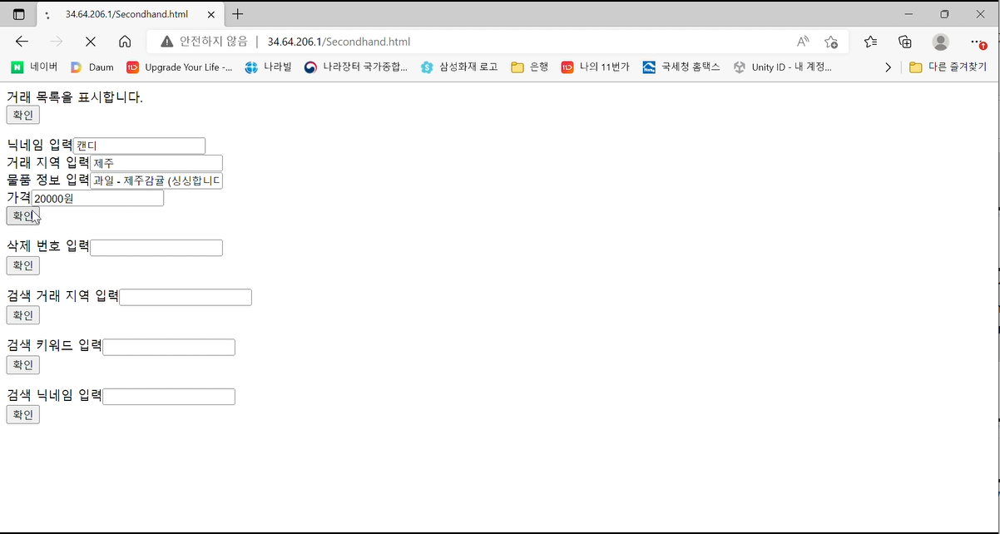 34.64.206.1/Secondhand.html
안전하지 않음 | 34.64.206.1/Secondhand.html
네이버 Daum Upgrade Your Life -... 나라빌 나라장터 국가종합... 삼성화재 로고 은행 나의 11번가 국세청 홈택스 Unity ID - 내 계정... 다른 즐겨찾기
거래 목록을 표시합니다.
확인
닉네임 입력 캔디
거래 지역 입력 제주
물품 정보 입력 과일 - 제주감귤 (싱싱합니다
가격 20000원
확인
삭제 번호 입력
확인
검색 거래 지역 입력
확인
검색 키워드 입력
확인
검색 닉네임 입력
확인